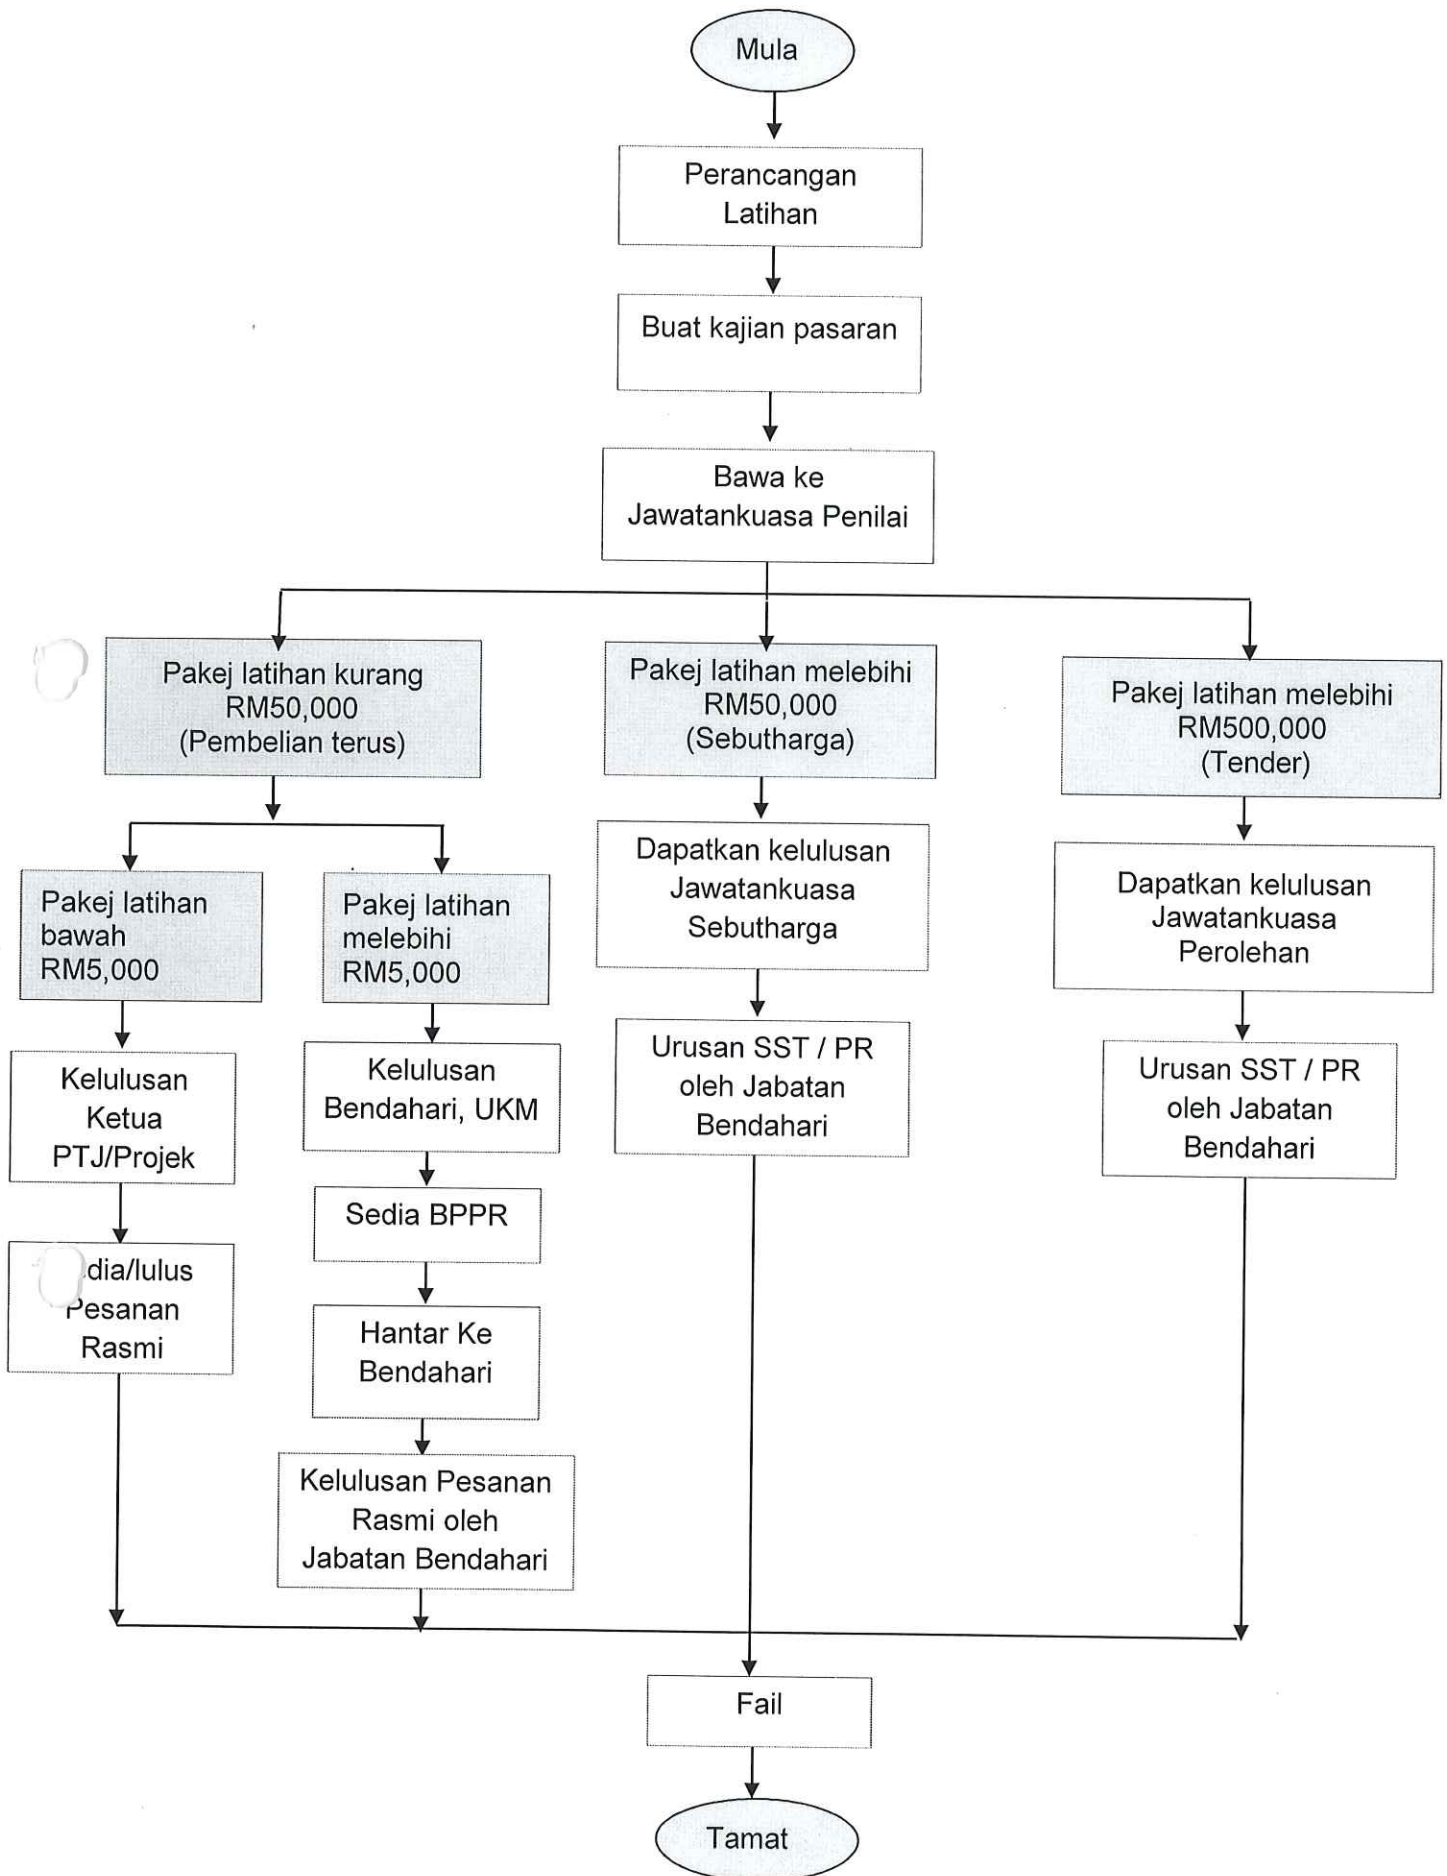 Mula
Perancangan
Latihan
Buat kajian pasaran
Bawa ke
Jawatankuasa Penilai
Pakej latihan kurang
RM50,000
(Pembelian terus)
Pakej latihan melebihi
RM50,000
(Sebutharga)
Pakej latihan melebihi
RM500,000
(Tender)
Pakej latihan
bawah
RM5,000
Pakej latihan
melebihi
RM5,000
Dapatkan kelulusan
Jawatankuasa
Sebutharga
Dapatkan kelulusan
Jawatankuasa
Perolehan
Kelulusan
Ketua
PTJ/Projek
Kelulusan
Bendahari, UKM
Urusan SST / PR
oleh Jabatan
Bendahari
Urusan SST / PR
oleh Jabatan
Bendahari
Sedia BPPR
dia/lulus
Pesanan
Rasmi
Hantar Ke
Bendahari
Kelulusan Pesanan
Rasmi oleh
Jabatan Bendahari
Fail
Tamat